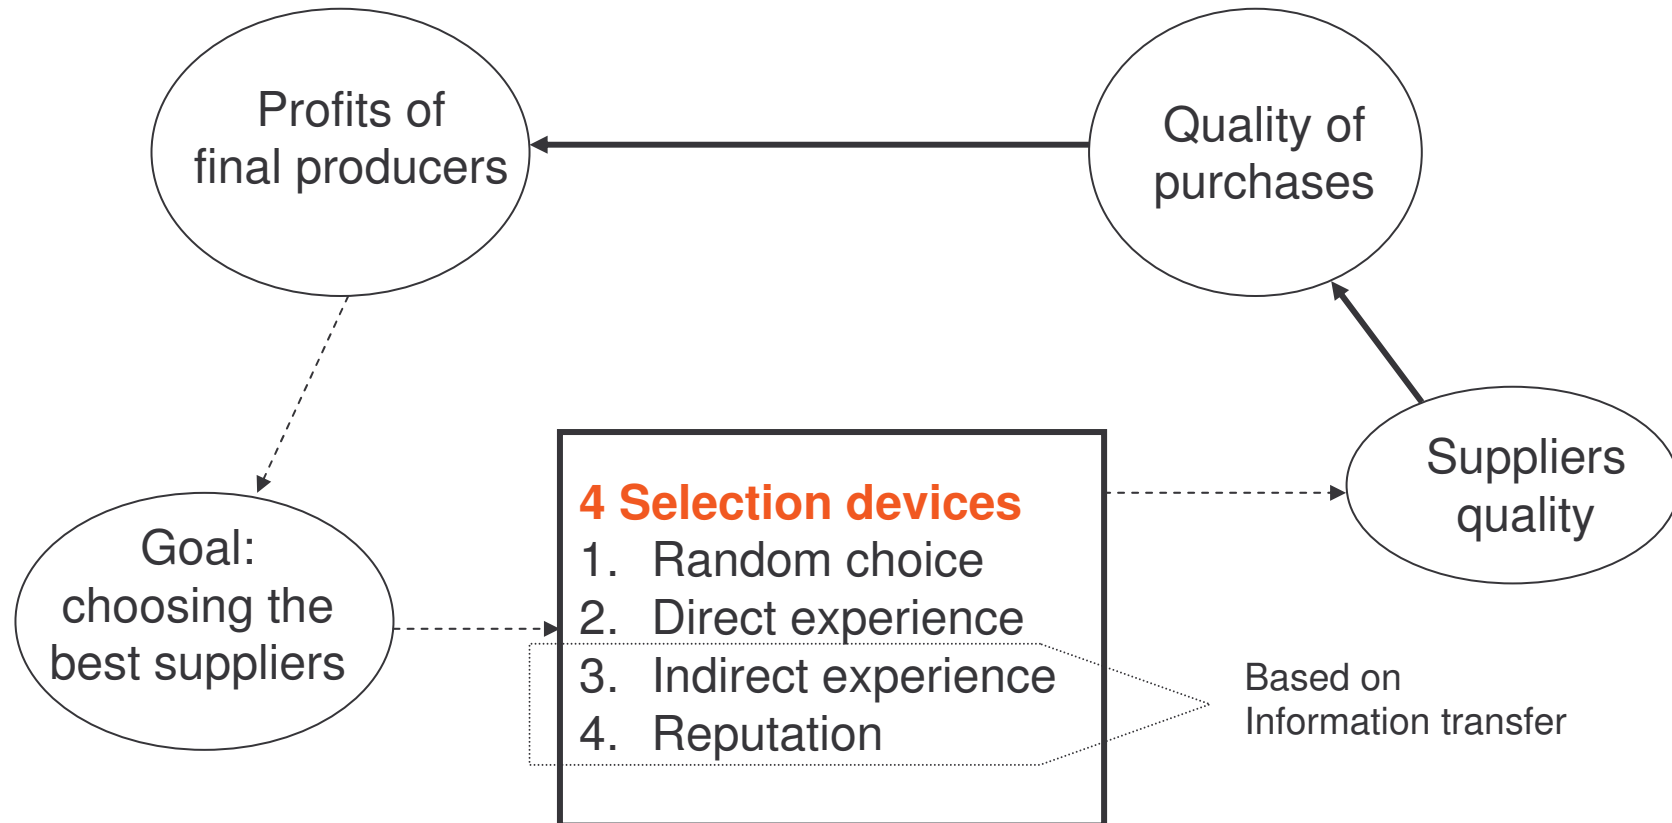 Profits of
final producers
Quality of
purchases
Suppliers
quality
Goal:
choosing the
best suppliers
4 Selection devices
1. Random choice
2. Direct experience
3. Indirect experience
4. Reputation
Based on
Information transfer